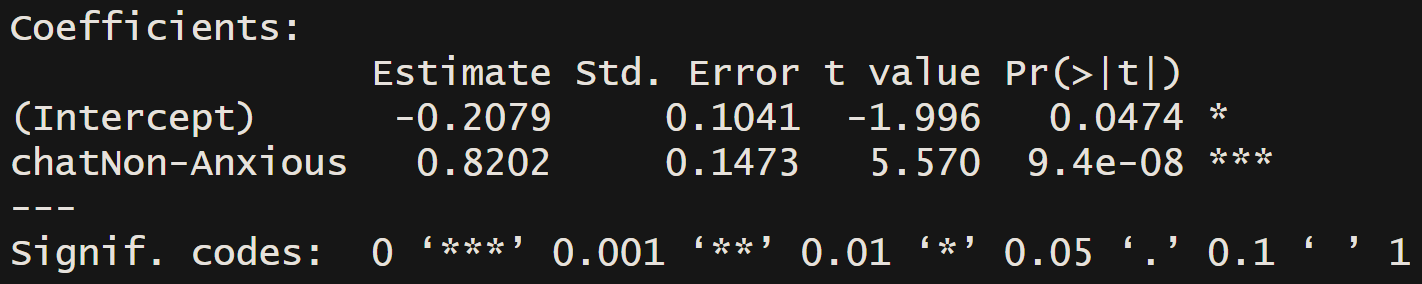 Coefficients:
                 Estimate Std. Error t value Pr(>|t|)
(Intercept)       -0.2079     0.1041  -1.996   0.0474 *
chatNon-Anxious   0.8202     0.1473   5.570  9.4e-08 ***
---
Signif. codes:  0 ‘***’ 0.001 ‘**’ 0.01 ‘*’ 0.05 ‘.’ 0.1 ‘ ’ 1